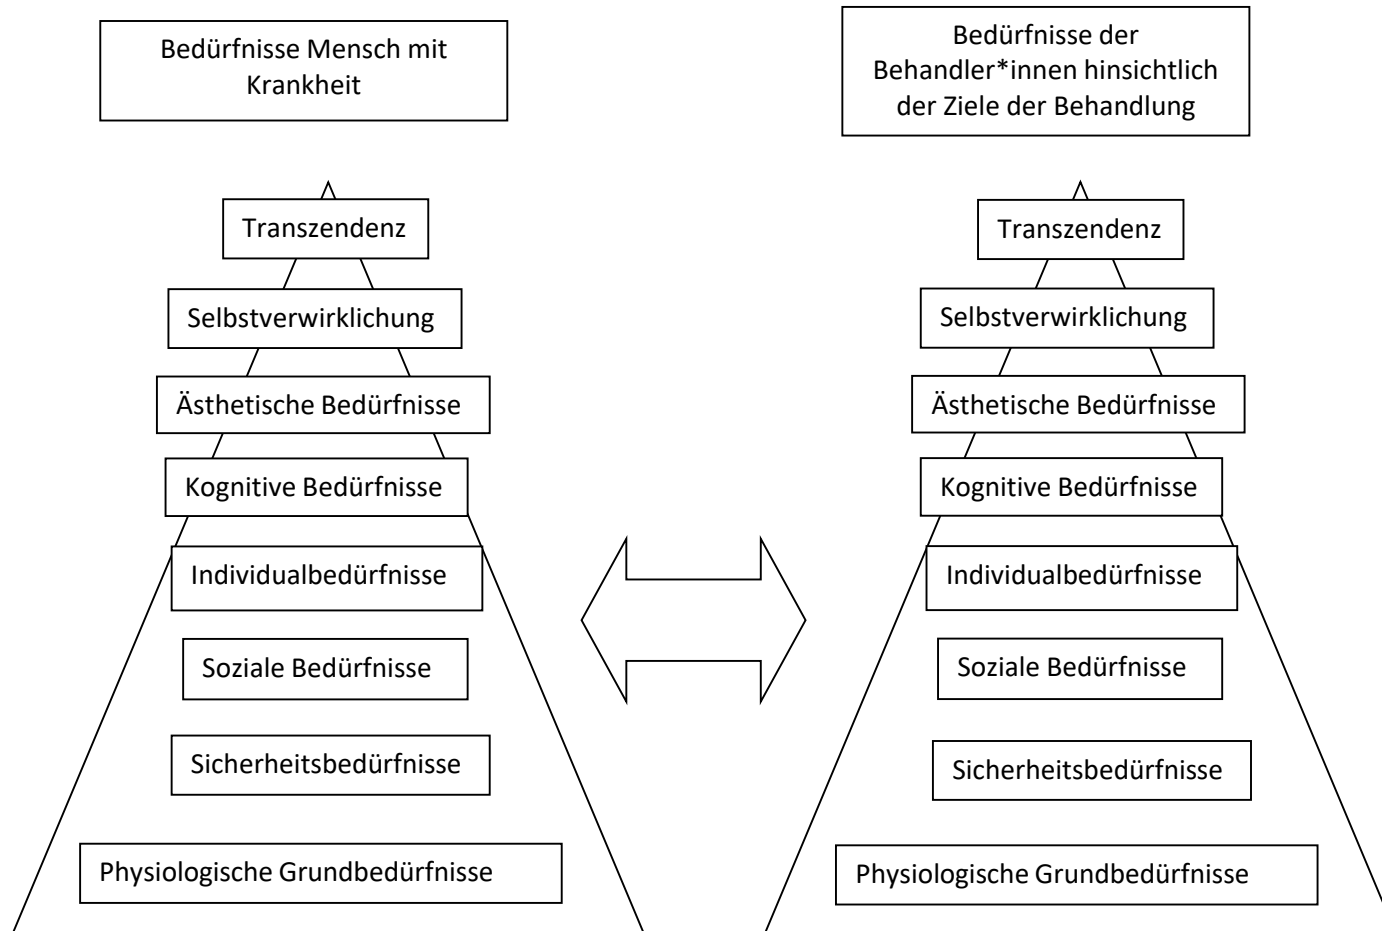 Bedürfnisse Mensch mit
Krankheit
Transzendenz
Selbstverwirklichung
Ästhetische Bedürfnisse
Kognitive Bedürfnisse
Individualbedürfnisse
Soziale Bedürfnisse
Sicherheitsbedürfnisse
Physiologische Grundbedürfnisse
Bedürfnisse der
Behandler*innen hinsichtlich
der Ziele der Behandlung
Transzendenz
Selbstverwirklichung
Ästhetische Bedürfnisse
Kognitive Bedürfnisse
Individualbedürfnisse
Soziale Bedürfnisse
Sicherheitsbedürfnisse
Physiologische Grundbedürfnisse